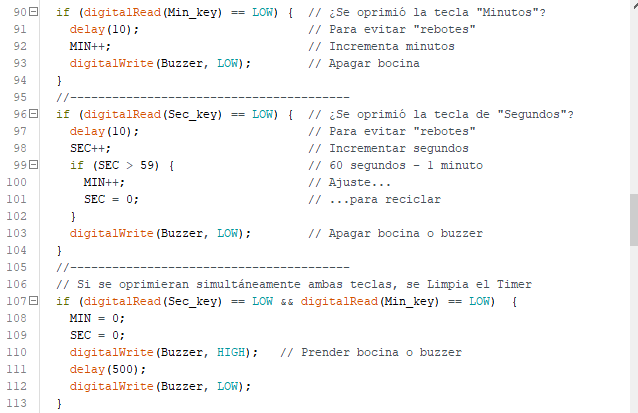 90 if (digitalRead(Min_key) == LOW) {  // ¿Se oprimió la tecla "Minutos"?
91   delay(10);                        // Para evitar "rebotes"
92   MIN++;                            // Incrementa minutos
93   digitalWrite(Buzzer, LOW);        // Apagar bocina
94 }
95 //----------------------------------------
96 if (digitalRead(Sec_key) == LOW) {  // ¿Se oprimió la tecla de "Segundos"?
97   delay(10);                        // Para evitar "rebotes"
98   SEC++;                            // Incrementar segundos
99   if (SEC > 59) {                   // 60 segundos - 1 minuto
100     MIN++;                          // Ajuste...
101     SEC = 0;                        // ...para reciclar
102   }
103   digitalWrite(Buzzer, LOW);        // Apagar bocina o buzzer
104 }
105 //----------------------------------------
106 // Si se oprimieran simultáneamente ambas teclas, se Limpia el Timer
107 if (digitalRead(Sec_key) == LOW && digitalRead(Min_key) == LOW)  {
108   MIN = 0;
109   SEC = 0;
110   digitalWrite(Buzzer, HIGH);   // Prender bocina o buzzer
111   delay(500);
112   digitalWrite(Buzzer, LOW);
113 }